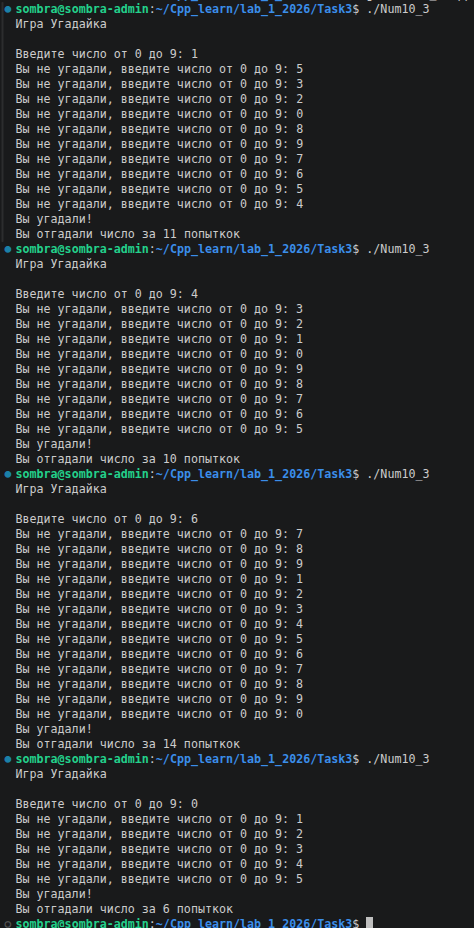 sombra@sombra-admin:~/Cpp_learn/lab_1_2026/Task3$ ./Num10_3
Игра Угадайка
Введите число от 0 до 9: 1
Вы не угадали, введите число от 0 до 9: 5
Вы не угадали, введите число от 0 до 9: 3
Вы не угадали, введите число от 0 до 9: 2
Вы не угадали, введите число от 0 до 9: 0
Вы не угадали, введите число от 0 до 9: 8
Вы не угадали, введите число от 0 до 9: 9
Вы не угадали, введите число от 0 до 9: 7
Вы не угадали, введите число от 0 до 9: 6
Вы не угадали, введите число от 0 до 9: 5
Вы не угадали, введите число от 0 до 9: 4
Вы угадали!
Вы отгадали число за 11 попыткок
sombra@sombra-admin:~/Cpp_learn/lab_1_2026/Task3$ ./Num10_3
Игра Угадайка
Введите число от 0 до 9: 4
Вы не угадали, введите число от 0 до 9: 3
Вы не угадали, введите число от 0 до 9: 2
Вы не угадали, введите число от 0 до 9: 1
Вы не угадали, введите число от 0 до 9: 0
Вы не угадали, введите число от 0 до 9: 9
Вы не угадали, введите число от 0 до 9: 8
Вы не угадали, введите число от 0 до 9: 7
Вы не угадали, введите число от 0 до 9: 6
Вы не угадали, введите число от 0 до 9: 5
Вы угадали!
Вы отгадали число за 10 попыткок
sombra@sombra-admin:~/Cpp_learn/lab_1_2026/Task3$ ./Num10_3
Игра Угадайка
Введите число от 0 до 9: 6
Вы не угадали, введите число от 0 до 9: 7
Вы не угадали, введите число от 0 до 9: 8
Вы не угадали, введите число от 0 до 9: 9
Вы не угадали, введите число от 0 до 9: 1
Вы не угадали, введите число от 0 до 9: 2
Вы не угадали, введите число от 0 до 9: 3
Вы не угадали, введите число от 0 до 9: 4
Вы не угадали, введите число от 0 до 9: 5
Вы не угадали, введите число от 0 до 9: 6
Вы не угадали, введите число от 0 до 9: 7
Вы не угадали, введите число от 0 до 9: 8
Вы не угадали, введите число от 0 до 9: 9
Вы не угадали, введите число от 0 до 9: 0
Вы угадали!
Вы отгадали число за 14 попыткок
sombra@sombra-admin:~/Cpp_learn/lab_1_2026/Task3$ ./Num10_3
Игра Угадайка
Введите число от 0 до 9: 0
Вы не угадали, введите число от 0 до 9: 1
Вы не угадали, введите число от 0 до 9: 2
Вы не угадали, введите число от 0 до 9: 3
Вы не угадали, введите число от 0 до 9: 4
Вы не угадали, введите число от 0 до 9: 5
Вы угадали!
Вы отгадали число за 6 попыткок
sombra@sombra-admin:~/Cpp_learn/lab_1_2026/Task3$